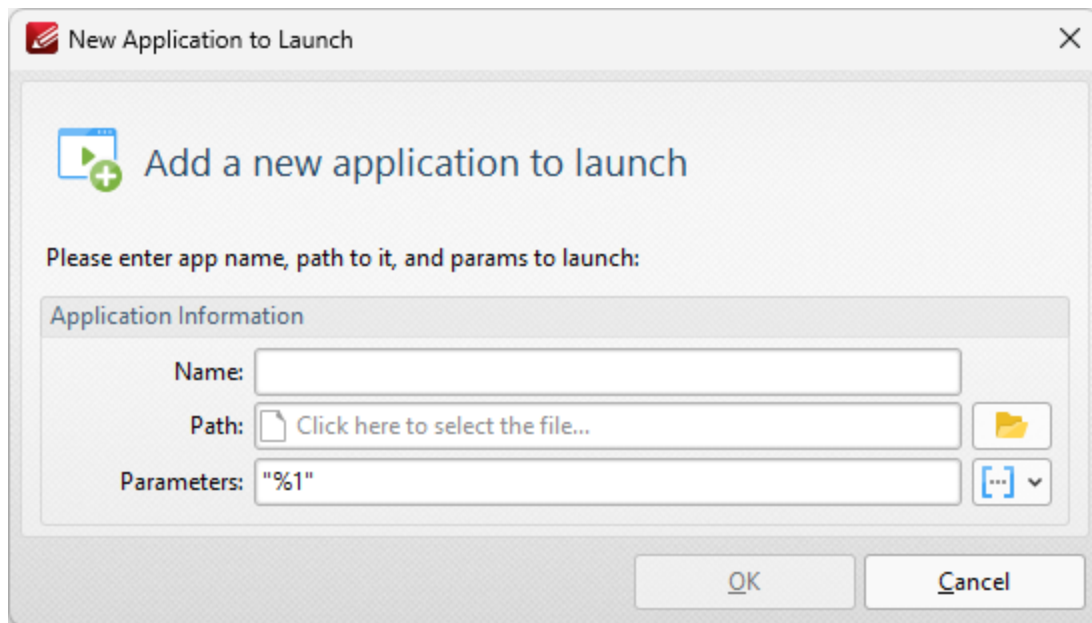 New Application to Launch
Add a new application to launch
Please enter app name, path to it, and params to launch:
Application Information
Name:
Path: Click here to select the file...
Parameters: "%1"
OK Cancel